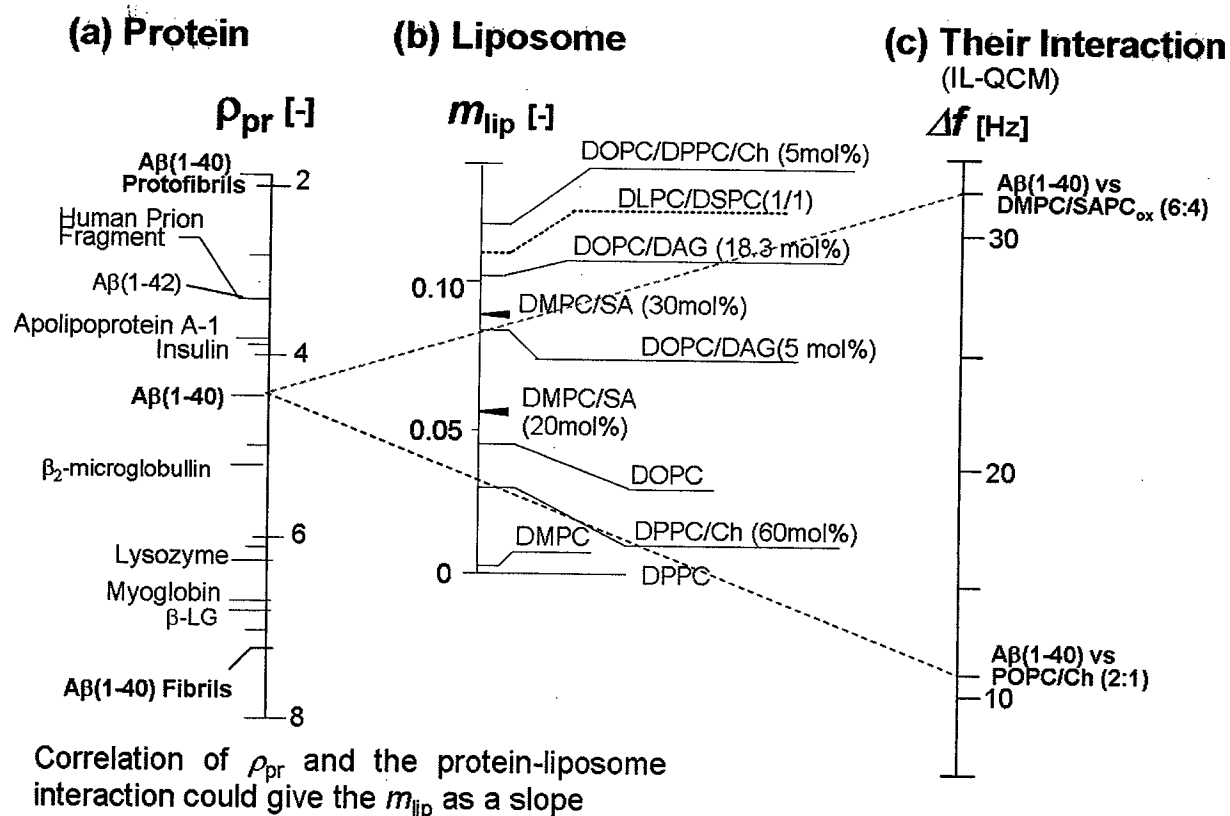 (a) Protein
(b) Liposome
(c) Their Interaction
(IL-QCM)
ρpr [-]
mlip [-]
Δf [Hz]
Aβ(1-40)
Protofibrils
2
Human Prion
Fragment
Aβ(1-42)
Apolipoprotein A-1
Insulin
4
Aβ(1-40)
β2-microglobullin
6
Lysozyme
Myoglobin
β-LG
Aβ(1-40) Fibrils
8
DOPC/DPPC/Ch (5mol%)
DLPC/DSPC(1/1)
DOPC/DAG (18.3 mol%)
0.10
DMPC/SA (30mol%)
DOPC/DAG(5 mol%)
DMPC/SA
(20mol%)
0.05
DOPC
DPPC/Ch (60mol%)
DMPC
0
DPPC
Aβ(1-40) vs
DMPC/SAPCox (6:4)
30
20
Aβ(1-40) vs
POPC/Ch (2:1)
10
Correlation of ρpr and the protein-liposome
interaction could give the mlip as a slope